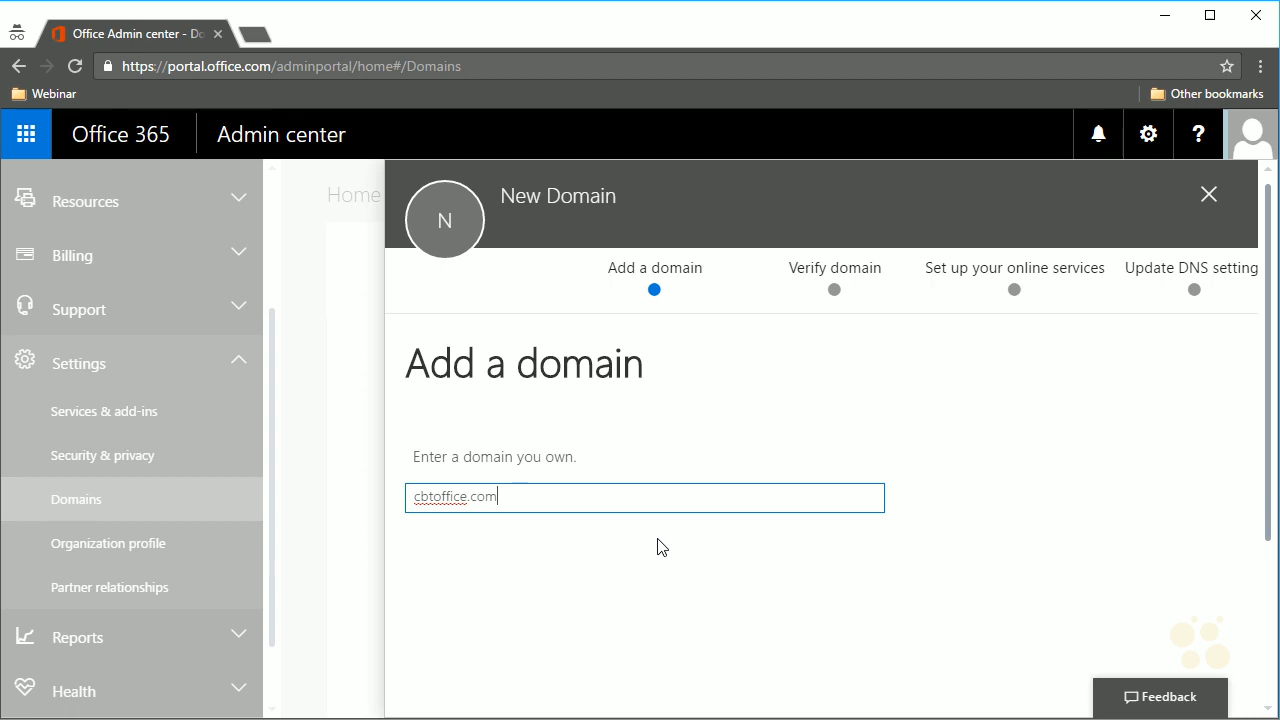 Office Admin center - Do
https://portal.office.com/adminportal/home#/Domains
Webinar
Other bookmarks
Office 365
Admin center
?
Resources
Billing
Support
Settings
Services & add-ins
Security & privacy
Domains
Organization profile
Partner relationships
Reports
Health
Home
N
New Domain
Add a domain
Verify domain
Set up your online services
Update DNS setting
Add a domain
Enter a domain you own.
cbtoffice.com
Feedback